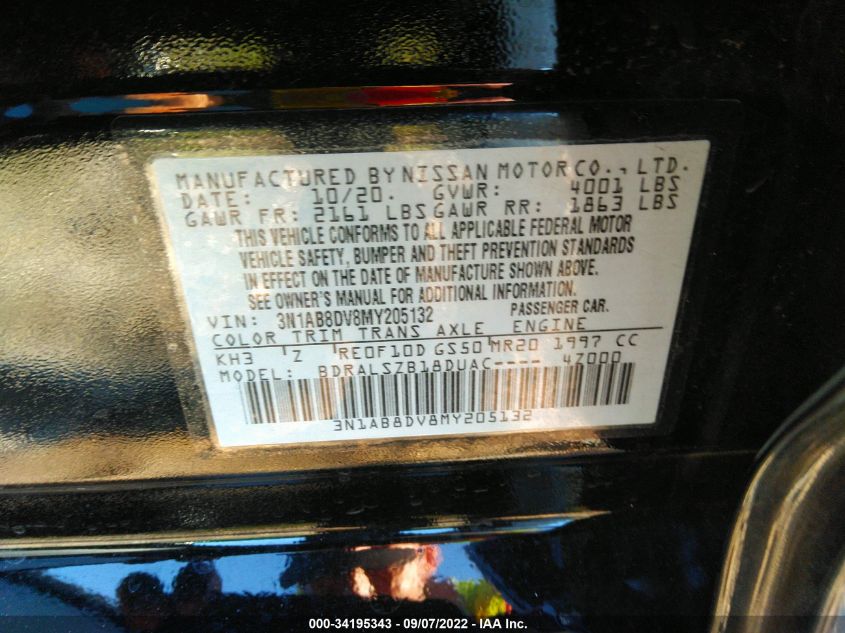 MANUFACTURED BY NISSAN MOTOR CO., LTD.
DATE: 10/20. GVWR: 4001 LBS
GAWR FR: 2161 LBS GAWR RR: 1863 LBS
THIS VEHICLE CONFORMS TO ALL APPLICABLE FEDERAL MOTOR
VEHICLE SAFETY, BUMPER AND THEFT PREVENTION STANDARDS
IN EFFECT ON THE DATE OF MANUFACTURE SHOWN ABOVE.
SEE OWNER'S MANUAL FOR ADDITIONAL INFORMATION.
VIN: 3N1AB8DV8MY205132 PASSENGER CAR.
COLOR TRIM TRANS AXLE ENGINE
KH3 Z RE0F10D GS50 MR20 1997 CC
MODEL: BDRALSZB18DUAC---- 4Z000
3N1AB8DV8MY205132
000-34195343 - 09/07/2022 - IAA Inc.